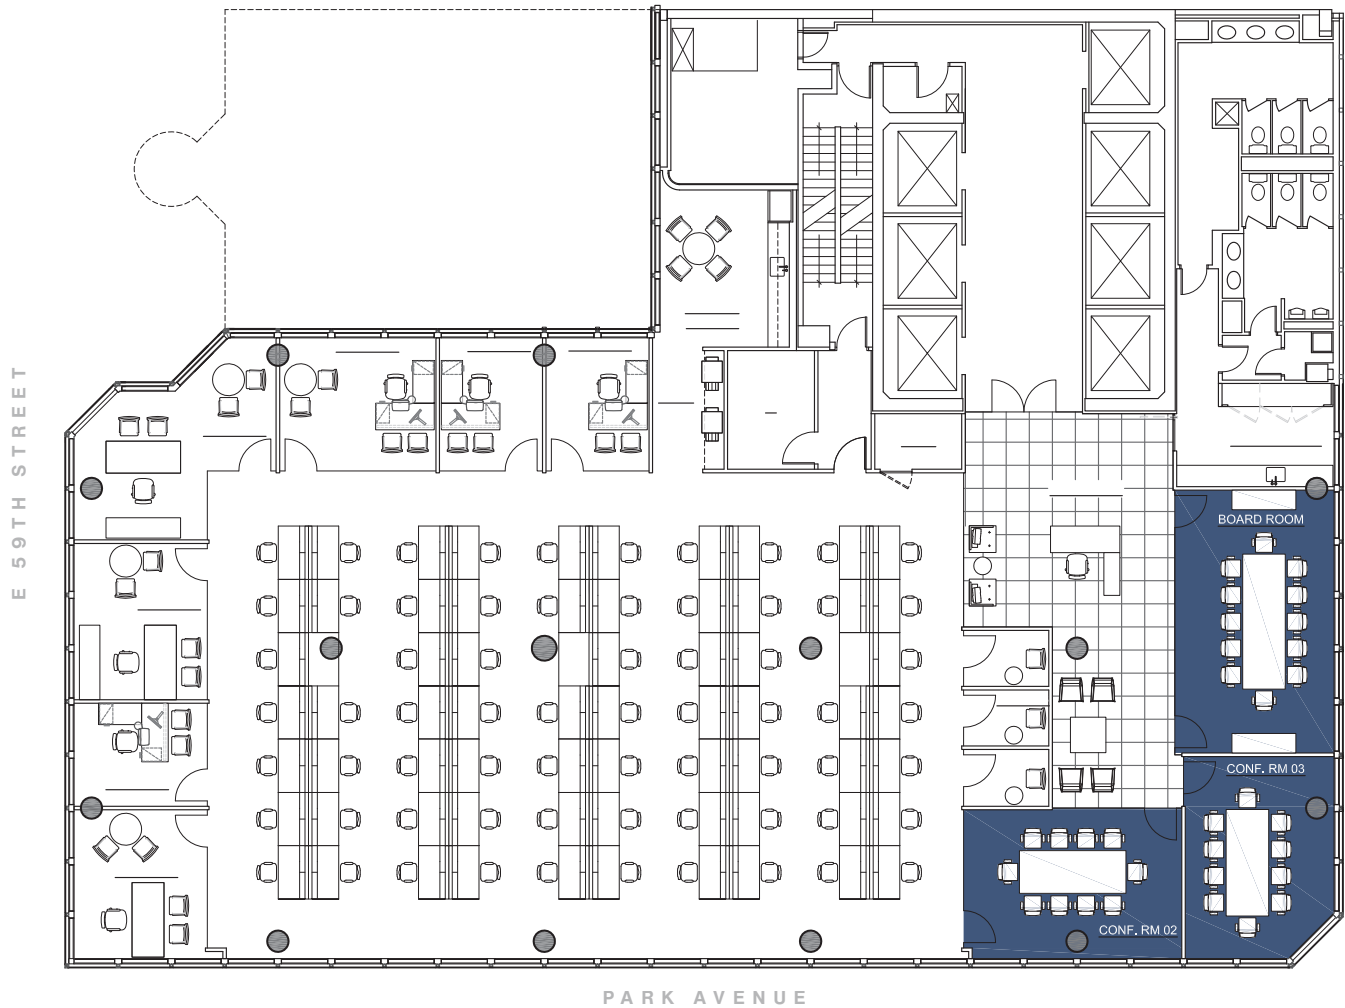 E 59TH STREET
BOARD ROOM
CONF. RM 03
CONF. RM 02
PARK AVENUE